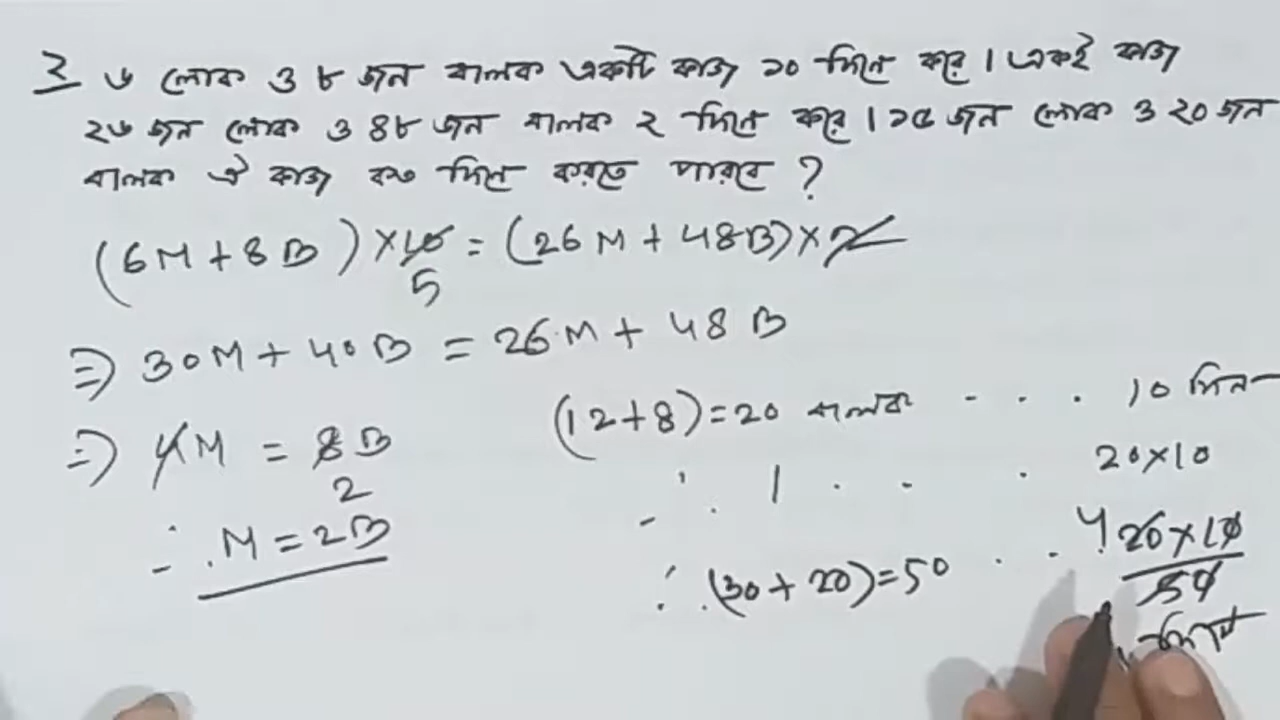 ২ ৬ লোক ও ৮ জন বালক একটি কাজ ১০ দিনে করে। একই কাজ
২৬ জন লোক ও ৪৮ জন বালক ২ দিনে করে। ১৫ জন লোক ও ২০ জন
বালক ঐ কাজ কত দিনে করতে পারবে ?
(6M + 8B) × 10 = (26M + 48B) × 2
5
⇒ 30M + 40B = 26M + 48B
⇒ 4M = 8B
2
∴ M = 2B
(12+8) = 20 বালক - . . 10 দিন
∴ 1 . . . 20×10
∴ (30 + 20) = 50 . . 4 20×10
50
দিনে